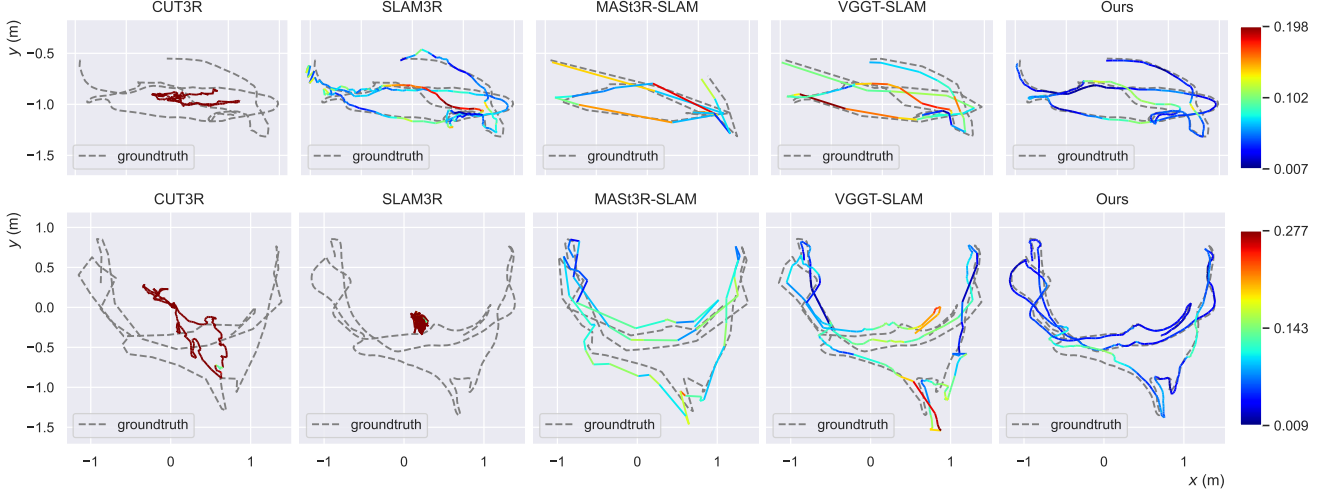 CUT3R SLAM3R MASt3R-SLAM VGGT-SLAM Ours
y (m)
0.198
−0.5
−1.0
0.102
−1.5
groundtruth groundtruth groundtruth groundtruth groundtruth
0.007
CUT3R SLAM3R MASt3R-SLAM VGGT-SLAM Ours
y (m)
1.0
0.277
0.5
0.0
0.143
−0.5
−1.0
−1.5
groundtruth groundtruth groundtruth groundtruth groundtruth
0.009
−1 0 1 −1 0 1 −1 0 1 −1 0 1 −1 0 1
x (m)